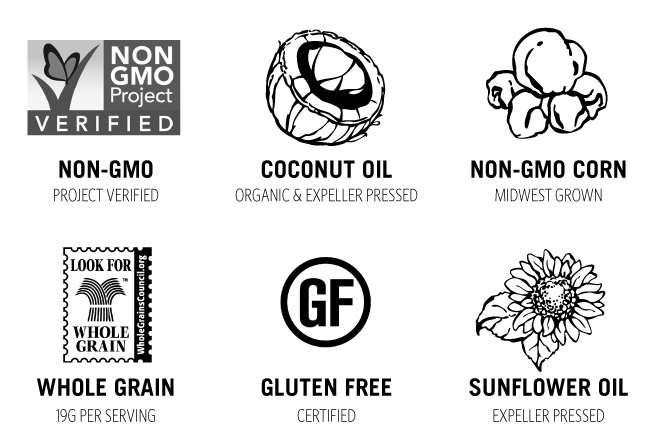 NON
GMO
Project
VERIFIED
NON-GMO
PROJECT VERIFIED
COCONUT OIL
ORGANIC & EXPELLER PRESSED
NON-GMO CORN
MIDWEST GROWN
LOOK FOR
TM
WHOLE
GRAIN
WholeGrainsCouncil.org
WHOLE GRAIN
19G PER SERVING
GF
GLUTEN FREE
CERTIFIED
SUNFLOWER OIL
EXPELLER PRESSED